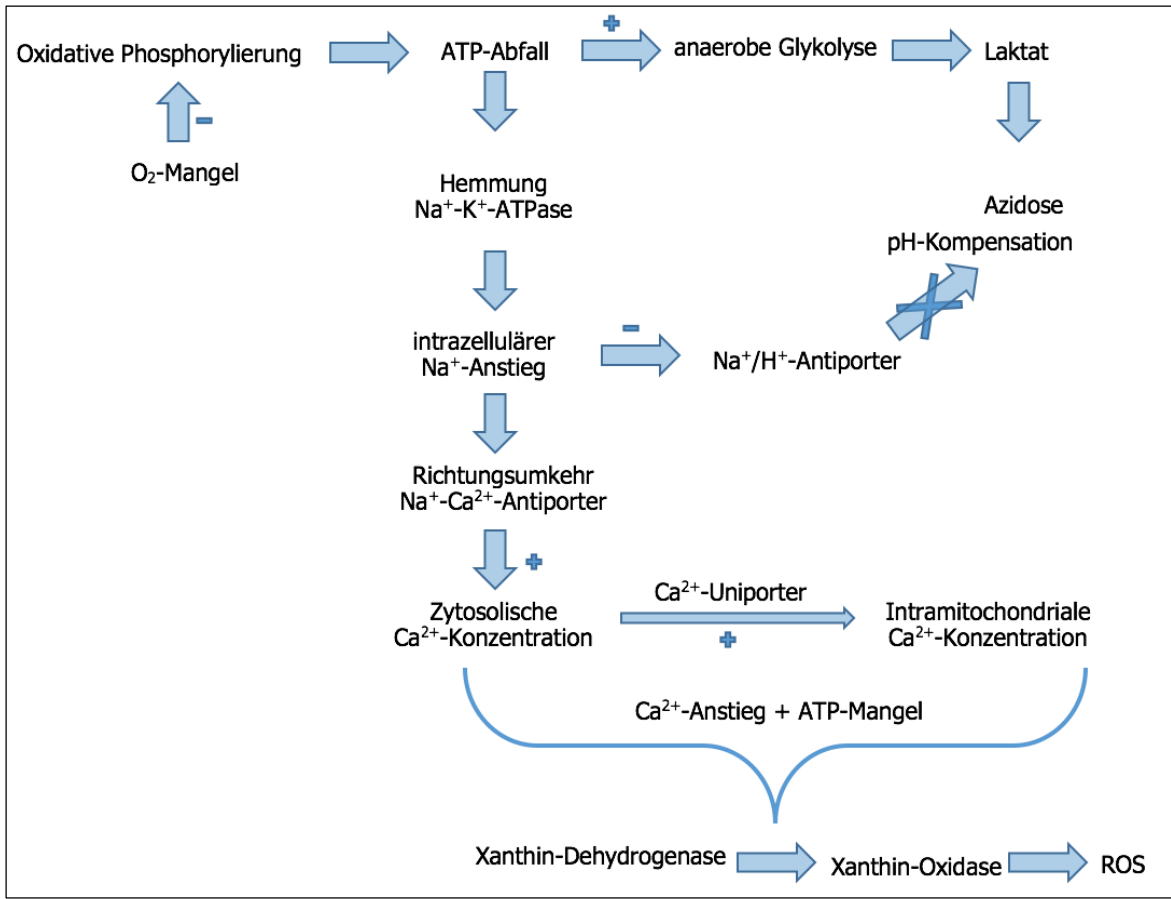 Oxidative Phosphorylierung
ATP-Abfall
+
anaerobe Glykolyse
Laktat
−
O₂-Mangel
Hemmung
Na⁺-K⁺-ATPase
Azidose
pH-Kompensation
intrazellulärer
Na⁺-Anstieg
−
Na⁺/H⁺-Antiporter
Richtungsumkehr
Na⁺-Ca²⁺-Antiporter
+
Zytosolische
Ca²⁺-Konzentration
Ca²⁺-Uniporter
+
Intramitochondriale
Ca²⁺-Konzentration
Ca²⁺-Anstieg + ATP-Mangel
Xanthin-Dehydrogenase
Xanthin-Oxidase
ROS